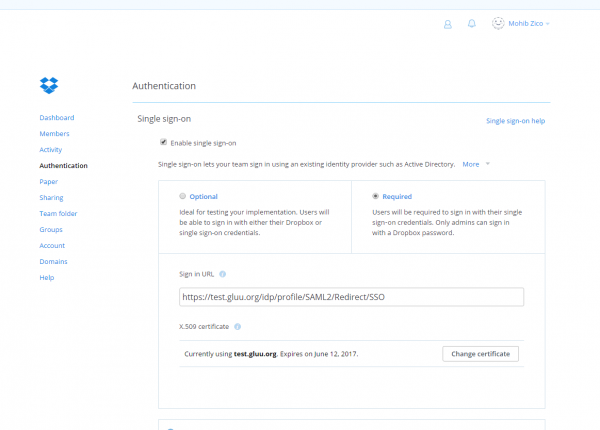 Mohib Zico
Authentication
Dashboard
Members
Activity
Authentication
Paper
Sharing
Team folder
Groups
Account
Domains
Help
Single sign-on
Single sign-on help
Enable single sign-on
Single sign-on lets your team sign in using an existing identity provider such as Active Directory. More
Optional
Ideal for testing your implementation. Users will
be able to sign in with either their Dropbox or
single sign-on credentials.
Required
Users will be required to sign in with their single
sign-on credentials. Only admins can sign in
with a Dropbox password.
Sign in URL
https://test.gluu.org/idp/profile/SAML2/Redirect/SSO
X.509 certificate
Currently using test.gluu.org. Expires on June 12, 2017.
Change certificate